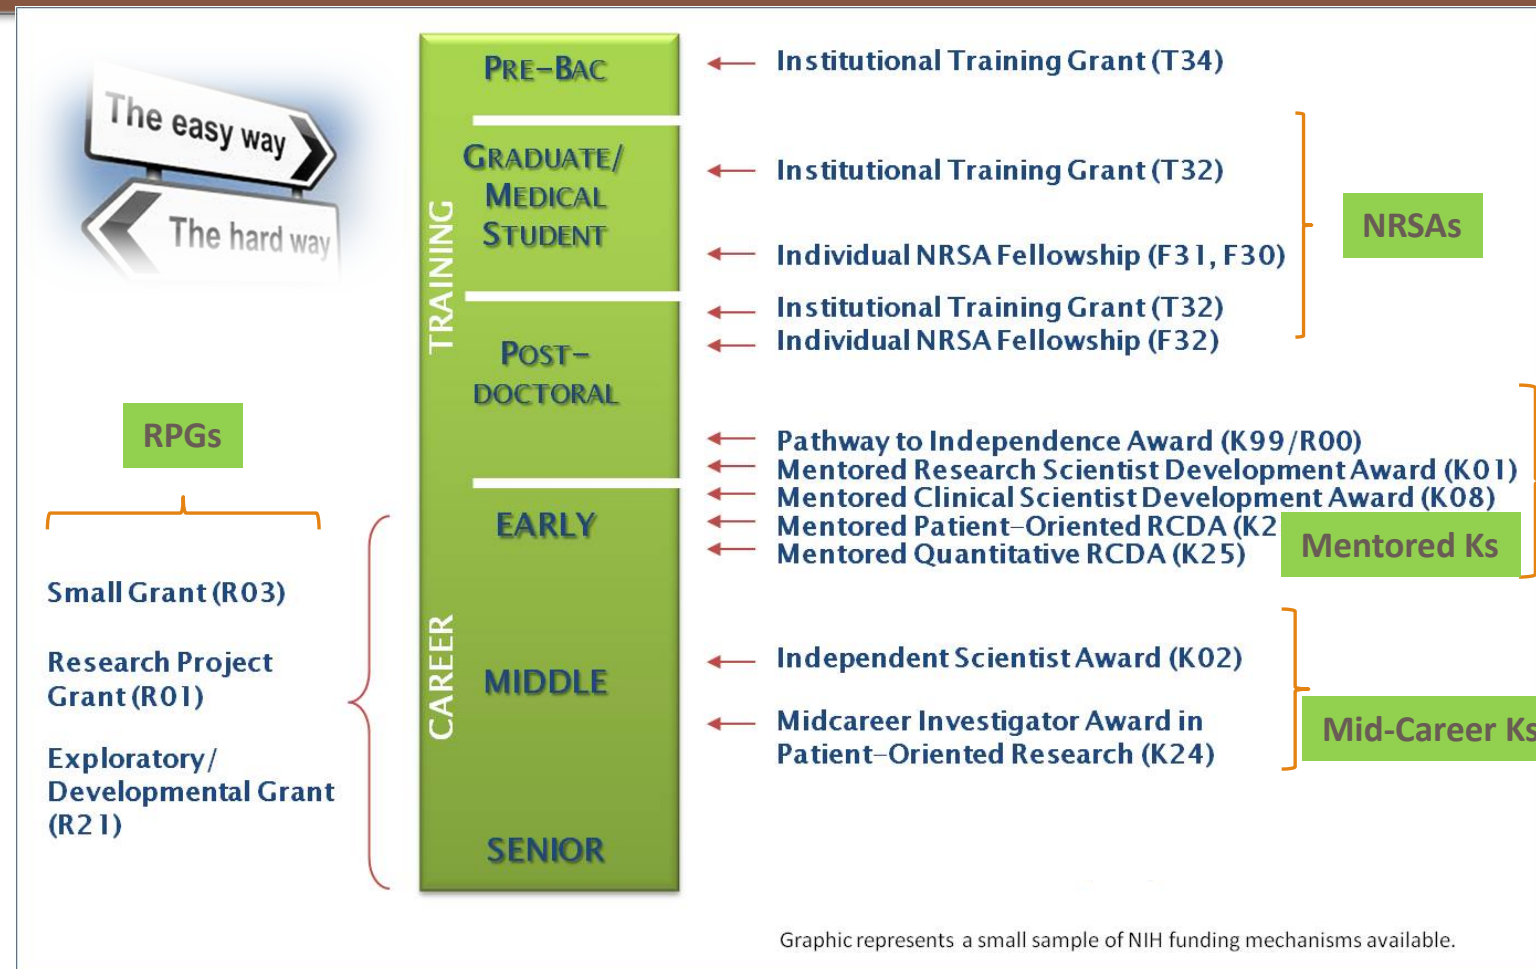 The easy way
The hard way
RPGs
Small Grant (R03)
Research Project
Grant (R01)
Exploratory/
Developmental Grant
(R21)
TRAINING
CAREER
PRE-BAC
GRADUATE/
MEDICAL
STUDENT
POST-
DOCTORAL
EARLY
MIDDLE
SENIOR
Institutional Training Grant (T34)
Institutional Training Grant (T32)
Individual NRSA Fellowship (F31, F30)
Institutional Training Grant (T32)
Individual NRSA Fellowship (F32)
NRSAs
Pathway to Independence Award (K99/R00)
Mentored Research Scientist Development Award (K01)
Mentored Clinical Scientist Development Award (K08)
Mentored Patient-Oriented RCDA (K2
Mentored Quantitative RCDA (K25)
Mentored Ks
Independent Scientist Award (K02)
Midcareer Investigator Award in
Patient-Oriented Research (K24)
Mid-Career Ks
Graphic represents a small sample of NIH funding mechanisms available.